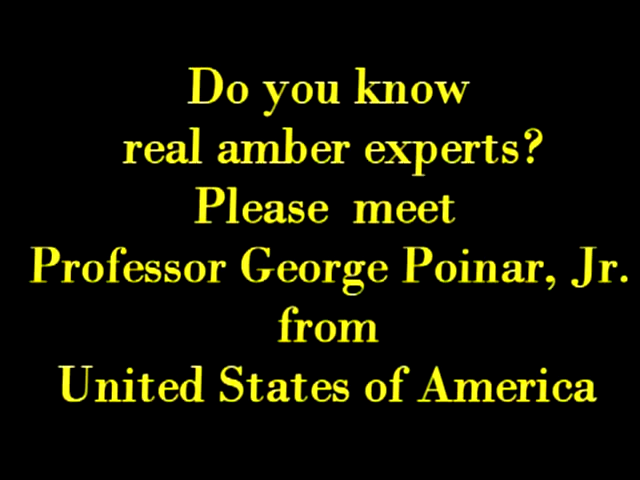 Do you know
real amber experts?
Please meet
Professor George Poinar, Jr.
from
United States of America